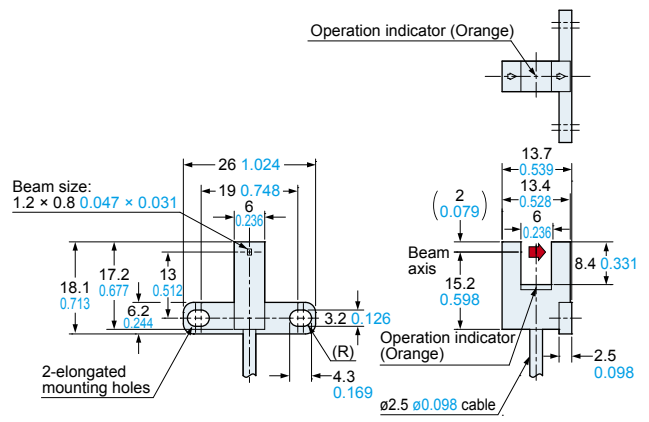 Operation indicator (Orange)
26 1.024
19 0.748
6
0.236
Beam size:
1.2 × 0.8 0.047 × 0.031
18.1
0.713
17.2
0.677
13
0.512
6.2
0.244
3.2 0.126
(R)
4.3
0.169
2-elongated
mounting holes
13.7
0.539
13.4
0.528
6
0.236
( 2
0.079 )
Beam
axis
15.2
0.598
8.4 0.331
Operation indicator
(Orange)
2.5
0.098
ø2.5 ø0.098 cable